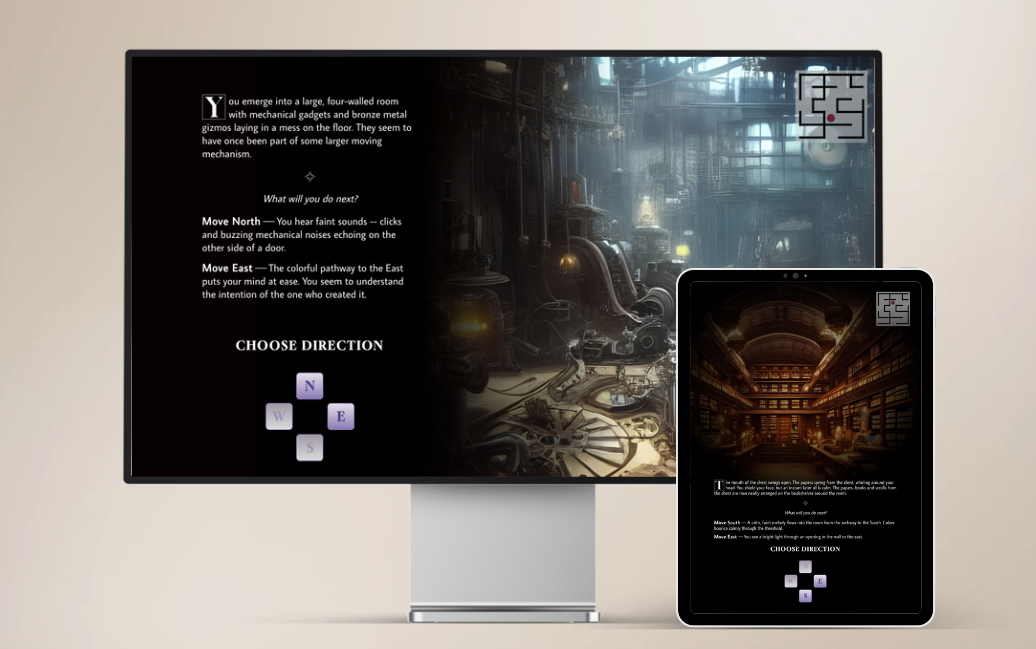 You emerge into a large, four-walled room
with mechanical gadgets and bronze metal
gizmos laying in a mess on the floor. They seem to
have once been part of some larger moving
mechanism.
What will you do next?
Move North — You hear faint sounds -- clicks
and buzzing mechanical noises echoing on the
other side of a door.
Move East — The colorful pathway to the East
puts your mind at ease. You seem to understand
the intention of the one who created it.
CHOOSE DIRECTION
N
W E
S
The mouth of the chest swings open. The papers spring from the chest, whirling around your
head. You shield your face, but an instant later all is calm. The papers, books and scrolls from
the chest are now neatly arranged on the bookshelves around the room.
What will you do next?
Move South — A calm, faint melody flows into the room from the archway to the South. Colors
bounce calmly through the threshold.
Move East — You see a bright light through an opening in the wall to the east.
CHOOSE DIRECTION
N
W E
S